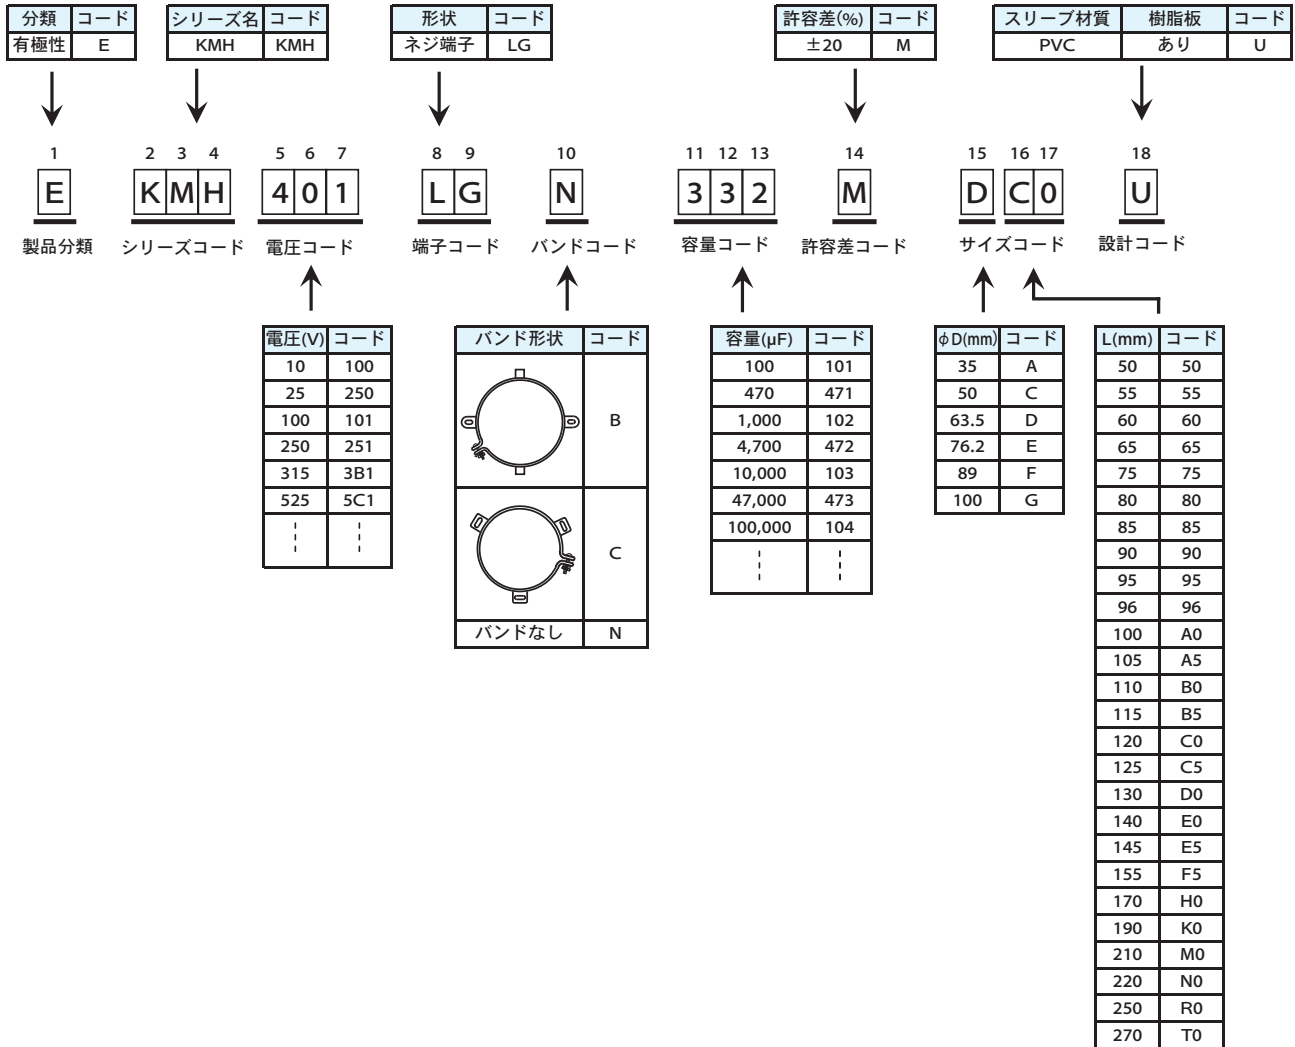 分類 コード
有極性 E
シリーズ名 コード
KMH KMH
形状 コード
ネジ端子 LG
許容差(%) コード
±20 M
スリーブ材質 樹脂板 コード
PVC あり U
1 2 3 4 5 6 7 8 9 10 11 12 13 14 15 16 17 18
E K M H 4 0 1 L G N 3 3 2 M D C 0 U
製品分類 シリーズコード 電圧コード 端子コード バンドコード 容量コード 許容差コード サイズコード 設計コード
電圧(V) コード
10 100
25 250
100 101
250 251
315 3B1
525 5C1
バンド形状 コード
B
C
バンドなし N
容量(μF) コード
100 101
470 471
1,000 102
4,700 472
10,000 103
47,000 473
100,000 104
φD(mm) コード
35 A
50 C
63.5 D
76.2 E
89 F
100 G
L(mm) コード
50 50
55 55
60 60
65 65
75 75
80 80
85 85
90 90
95 95
96 96
100 A0
105 A5
110 B0
115 B5
120 C0
125 C5
130 D0
140 E0
145 E5
155 F5
170 H0
190 K0
210 M0
220 N0
250 R0
270 T0